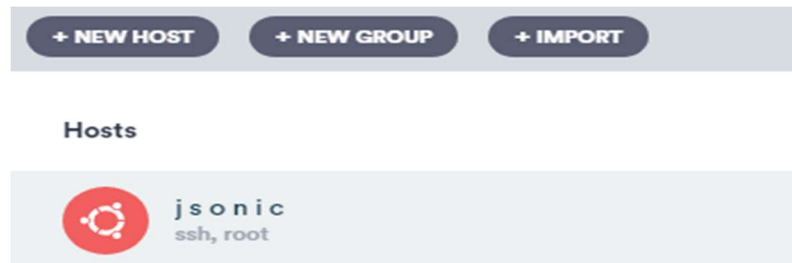 + NEW HOST + NEW GROUP + IMPORT
Hosts
jsonic
ssh, root